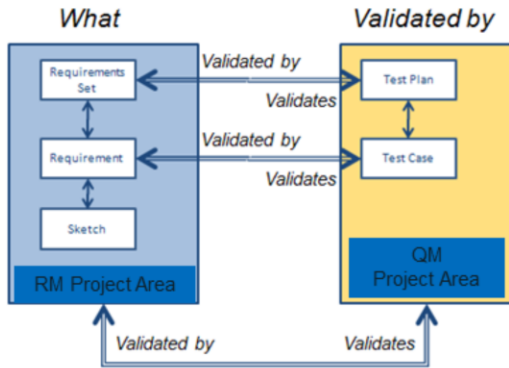 What
Validated by
Requirements
Set
Validated by
Validates
Test Plan
Requirement
Validated by
Validates
Test Case
Sketch
RM Project Area
QM
Project Area
Validated by
Validates